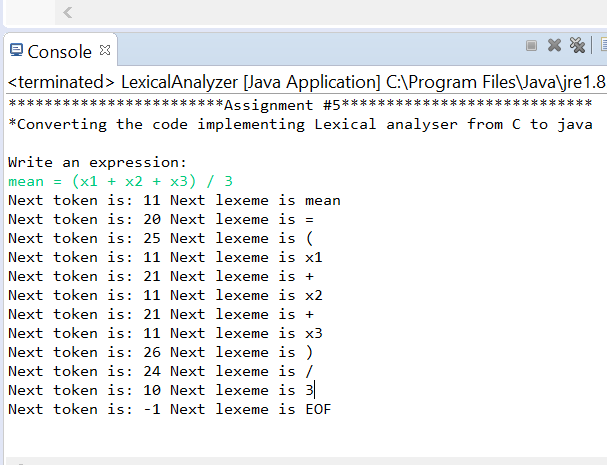 Console
<terminated> LexicalAnalyzer [Java Application] C:\Program Files\Java\jre1.8
************************Assignment #5****************************
*Converting the code implementing Lexical analyser from C to java
Write an expression:
mean = (x1 + x2 + x3) / 3
Next token is: 11 Next lexeme is mean
Next token is: 20 Next lexeme is =
Next token is: 25 Next lexeme is (
Next token is: 11 Next lexeme is x1
Next token is: 21 Next lexeme is +
Next token is: 11 Next lexeme is x2
Next token is: 21 Next lexeme is +
Next token is: 11 Next lexeme is x3
Next token is: 26 Next lexeme is )
Next token is: 24 Next lexeme is /
Next token is: 10 Next lexeme is 3
Next token is: -1 Next lexeme is EOF